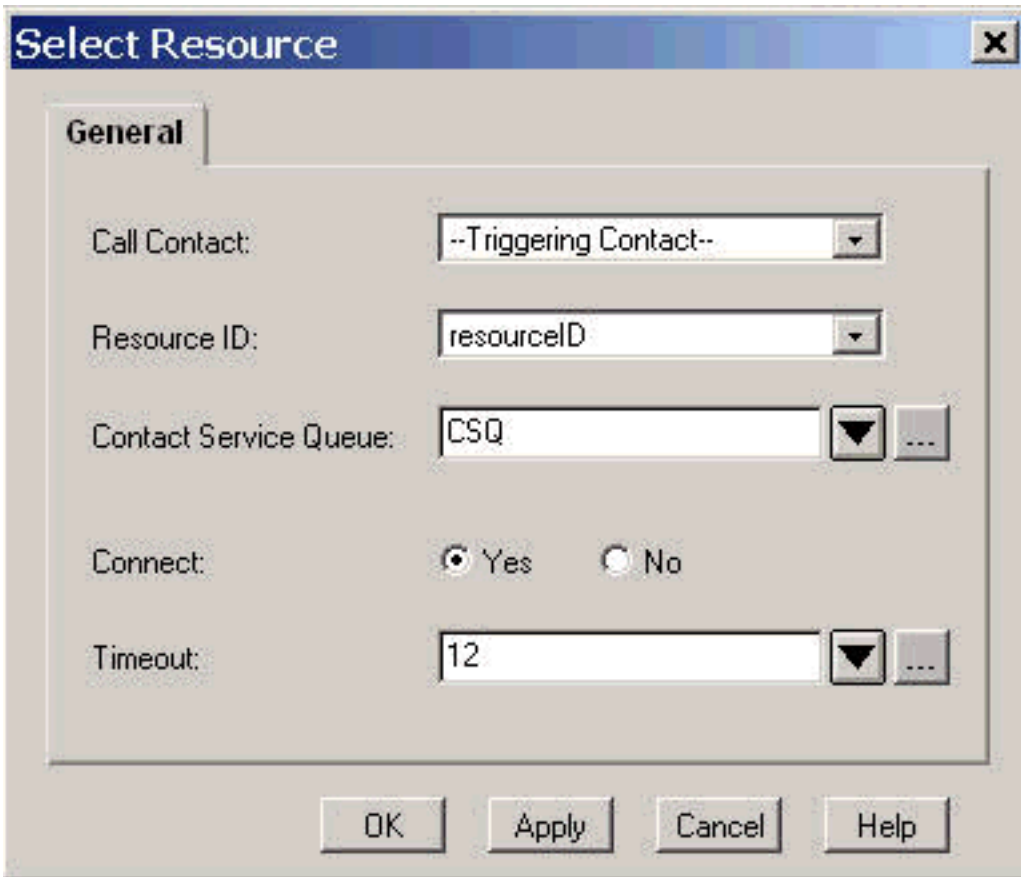 Select Resource
General
Call Contact: --Triggering Contact--
Resource ID: resourceID
Contact Service Queue: CSQ ...
Connect: Yes No
Timeout: 12 ...
OK Apply Cancel Help